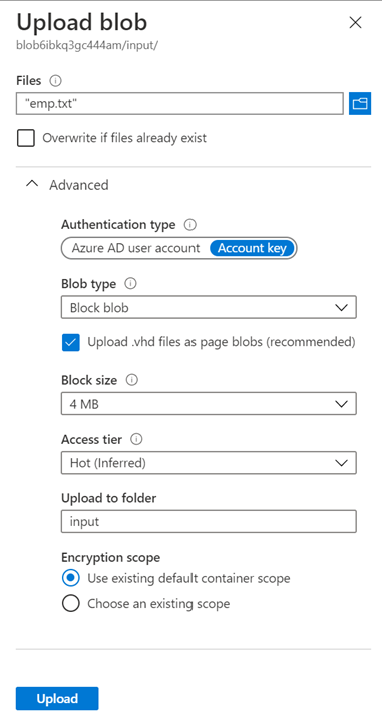 Upload blob
blob6ibkq3gc444am/input/
Files
"emp.txt"
Overwrite if files already exist
Advanced
Authentication type
Azure AD user account Account key
Blob type
Block blob
Upload .vhd files as page blobs (recommended)
Block size
4 MB
Access tier
Hot (Inferred)
Upload to folder
input
Encryption scope
Use existing default container scope
Choose an existing scope
Upload